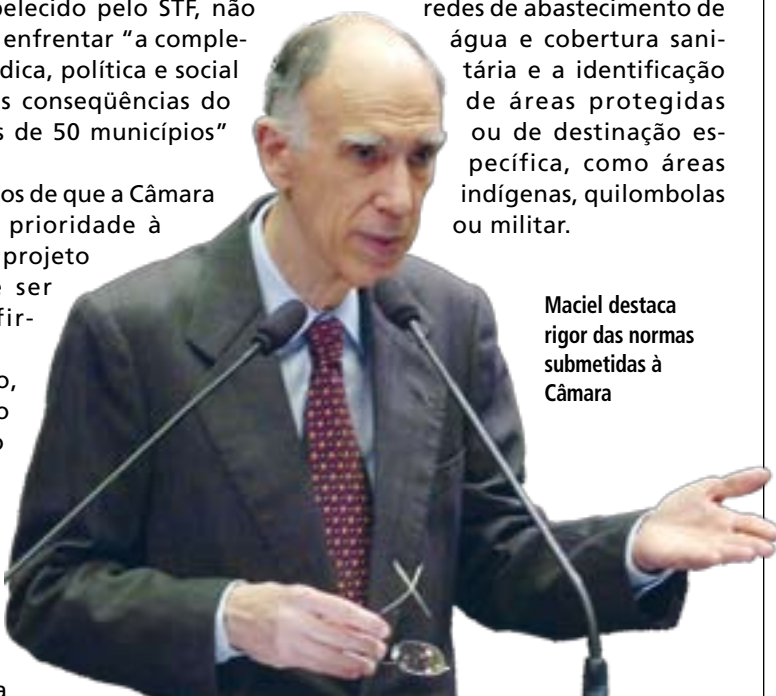 belecido pelo STF, não
enfrentar “a comple-
dica, política e social
s conseqüências do
s de 50 municípios”
os de que a Câmara
prioridade à
projeto
ser
fir-
o,
o
o
a
redes de abastecimento de
água e cobertura sani-
tária e a identificação
de áreas protegidas
ou de destinação es-
pecífica, como áreas
indígenas, quilombolas
ou militar.
Maciel destaca
rigor das normas
submetidas à
Câmara